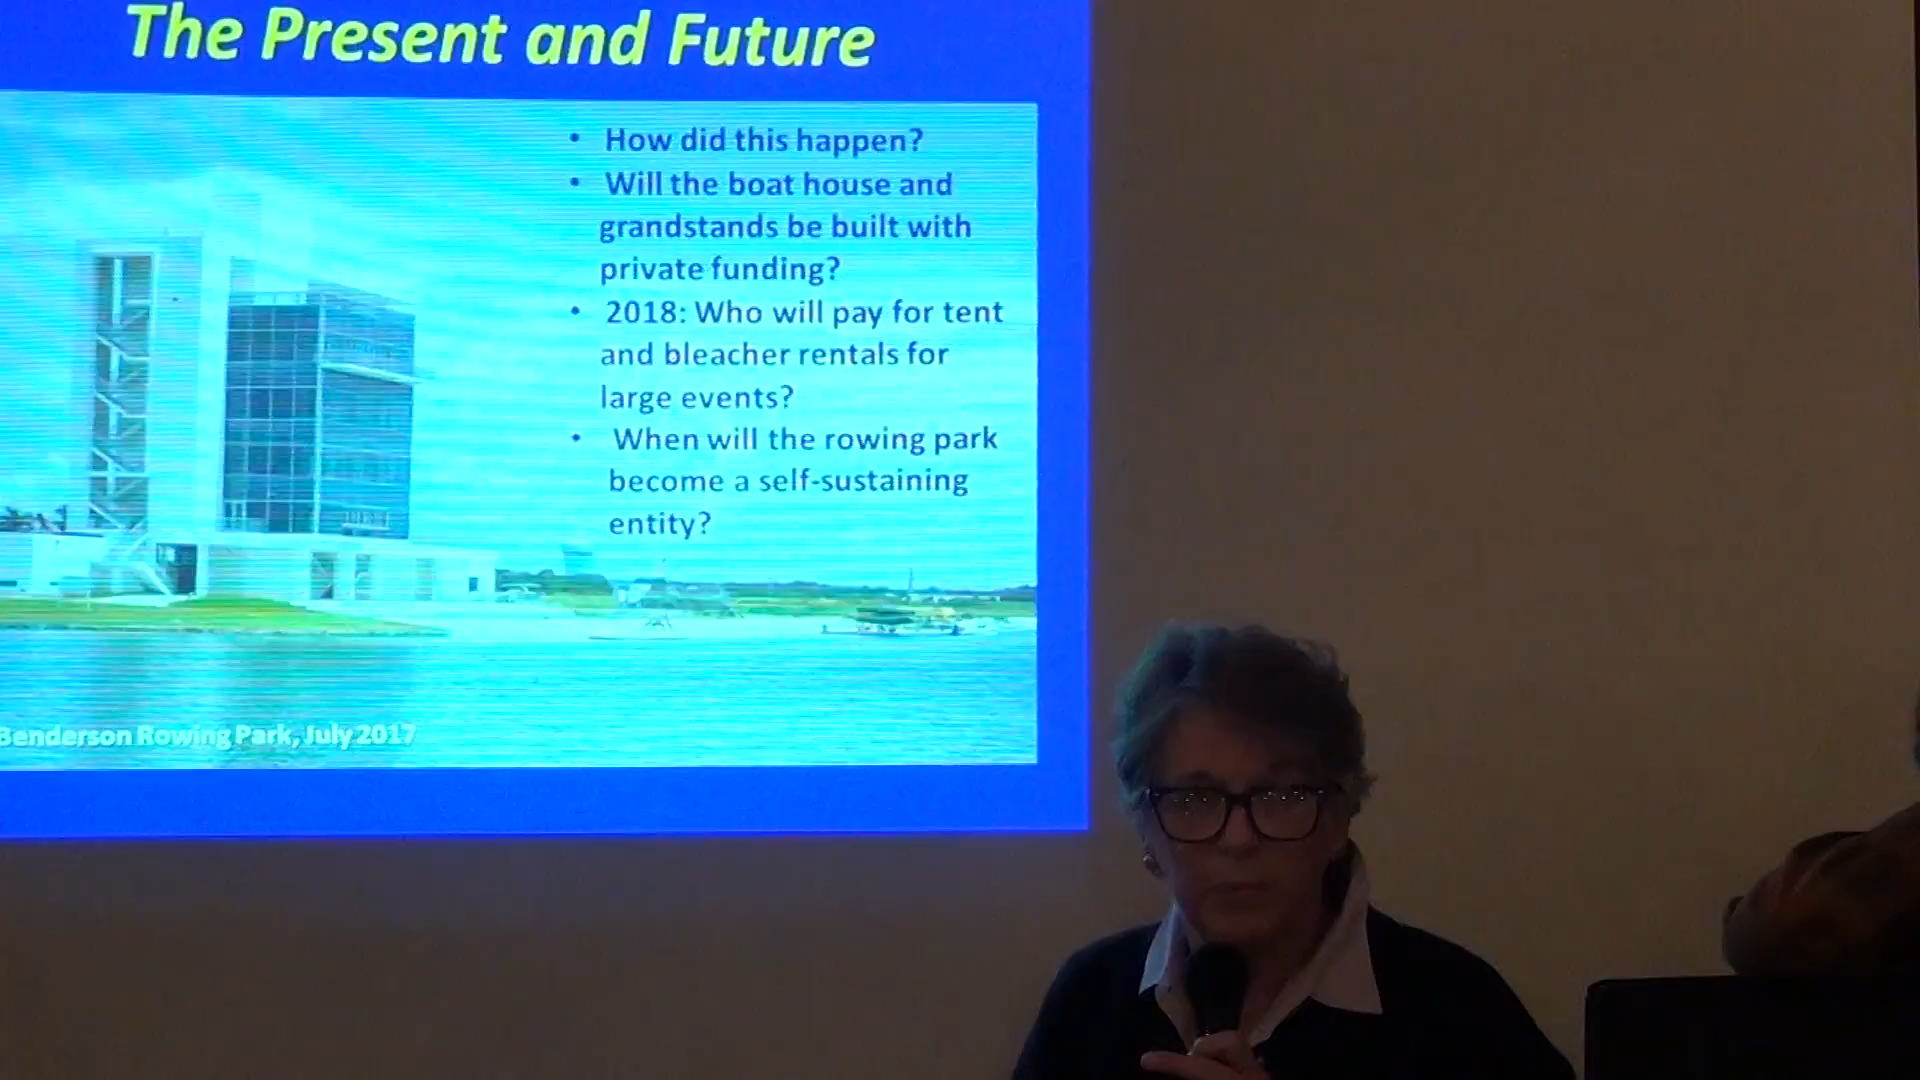 The Present and Future
• How did this happen?
• Will the boat house and
grandstands be built with
private funding?
• 2018: Who will pay for tent
and bleacher rentals for
large events?
• When will the rowing park
become a self-sustaining
entity?
Benderson Rowing Park, July 2017